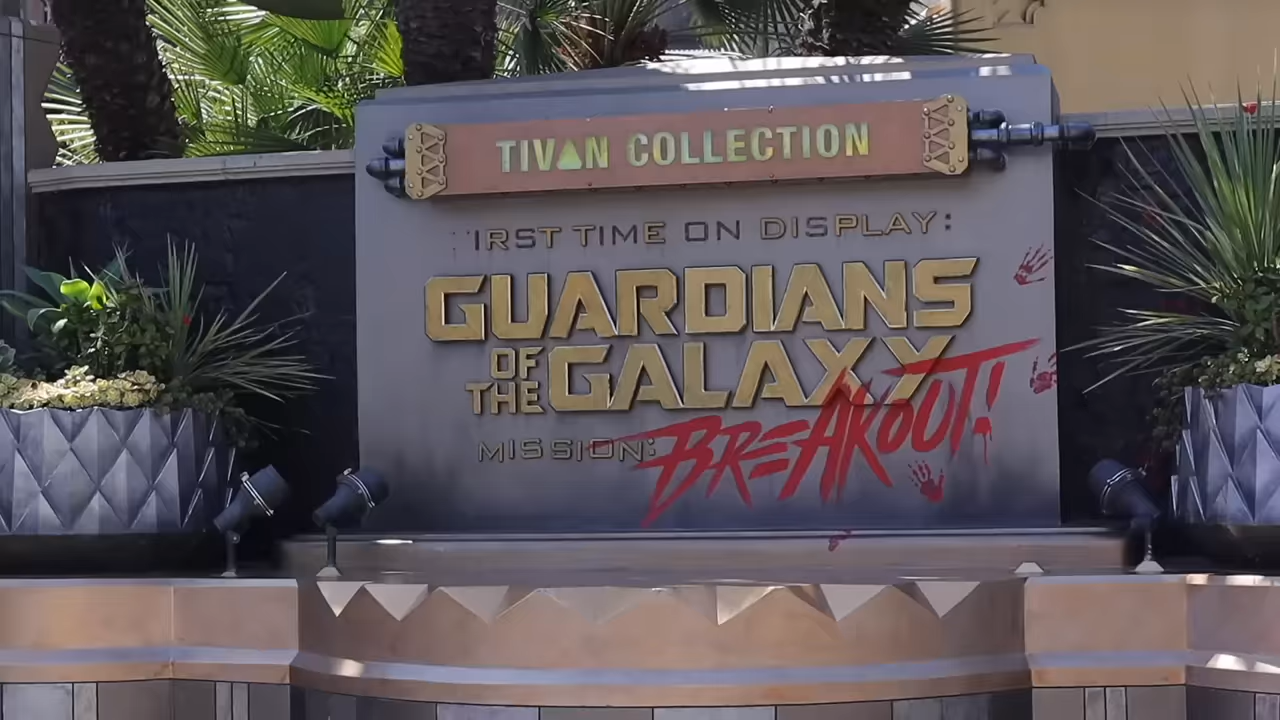 TIVAN COLLECTION
IRST TIME ON DISPLAY:
GUARDIANS
OF THE GALAXY
MISSION: BREAKOUT!